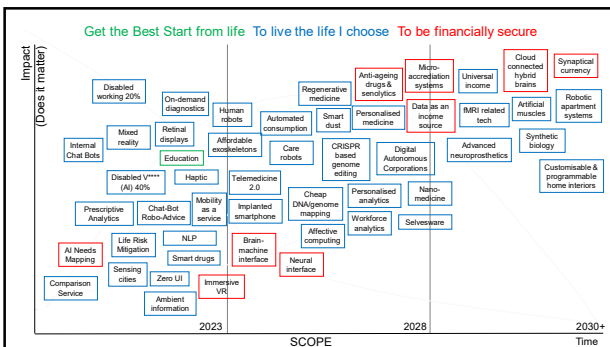 Get the Best Start from life To live the life I choose To be financially secure
Impact
(Does it matter)
Disabled
working 20%
On-demand
diagnostics
Human
robots
Regenerative
medicine
Anti-ageing
drugs &
senolytics
Micro-
accrediation
systems
Universal
income
Cloud
connected
hybrid
brains
Synaptical
currency
Internal
Chat Bots
Mixed
reality
Retinal
displays
Education
Affordable
exoskeletons
Automated
consumption
Smart
dust
Personalised
medicine
Data as an
income
source
fMRI related
tech
Artificial
muscles
Robotic
apartment
systems
Care robots
CRISPR
based
genome
editing
Digital
Autonomous
Corporations
Advanced
neuroprosthetics
Synthetic
biology
Customisable &
programmable
home interiors
Disabled V****
(AI) 40%
Haptic
Telemedicine
2.0
Prescriptive
Analytics
Chat-Bot
Robo-Advice
Mobility
as a
service
Implanted
smartphone
Cheap
DNA/genome
mapping
Personalised
analytics
Nano-
medicine
Affective
computing
Workforce
analytics
Selvesware
AI Needs
Mapping
Life Risk
Mitigation
NLP
Smart drugs
Brain-
machine
interface
Neural
interface
Comparison
Service
Sensing
cities
Zero UI
Immersive
VR
Ambient
information
2023
2028
2030+
SCOPE
Time